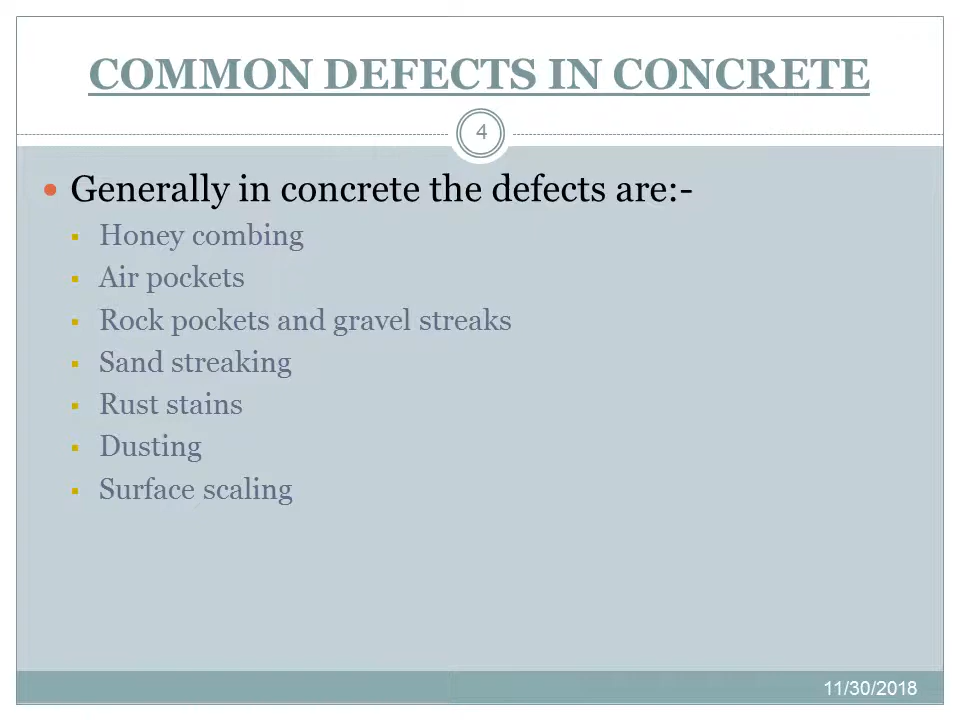 COMMON DEFECTS IN CONCRETE
4
Generally in concrete the defects are:-
Honey combing
Air pockets
Rock pockets and gravel streaks
Sand streaking
Rust stains
Dusting
Surface scaling
11/30/2018